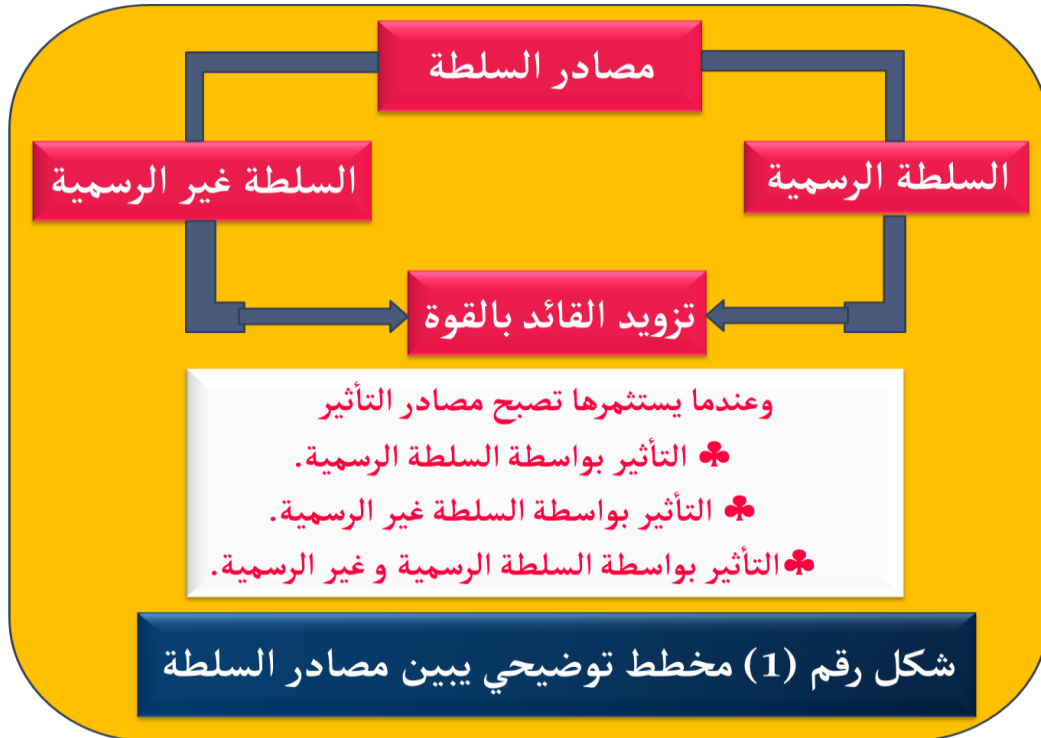 مصادر السلطة
السلطة الرسمية
السلطة غير الرسمية
تزويد القائد بالقوة
وعندما يستثمرها تصبح مصادر التأثير
♣ التأثير بواسطة السلطة الرسمية.
♣ التأثير بواسطة السلطة غير الرسمية.
♣التأثير بواسطة السلطة الرسمية و غير الرسمية.
شكل رقم (1) مخطط توضيحي يبين مصادر السلطة